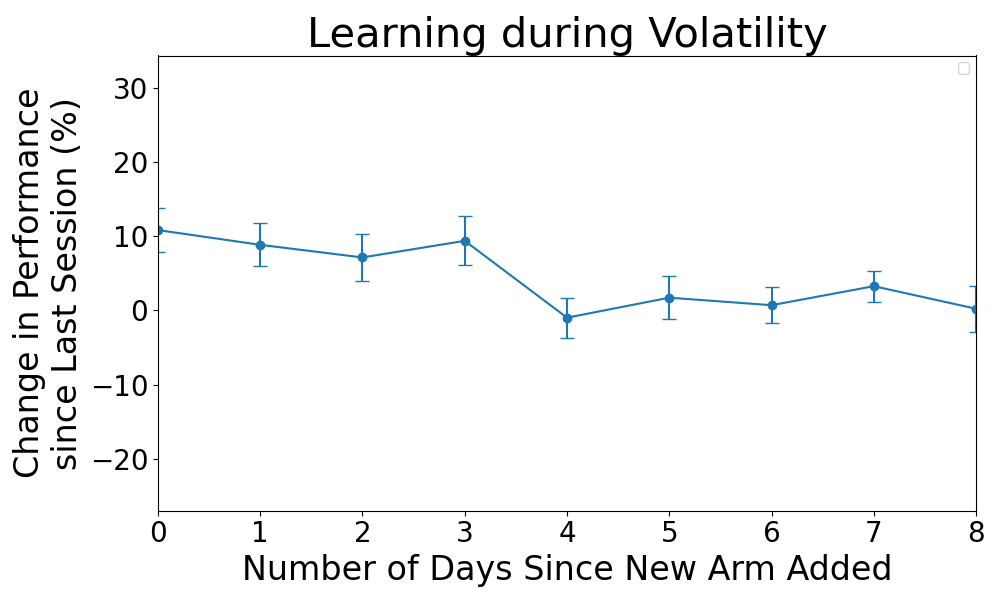 Learning during Volatility
Change in Performance
since Last Session (%)
30
20
10
0
−10
−20
0 1 2 3 4 5 6 7 8
Number of Days Since New Arm Added